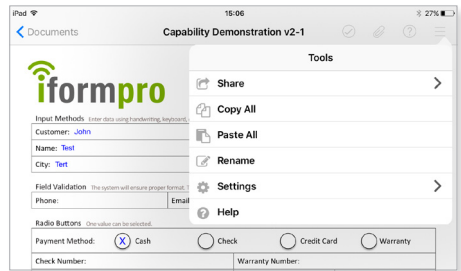 iPad 15:06 27%
Documents Capability Demonstration v2-1
Tools
Share
Copy All
Paste All
Rename
Settings
Help
iformpro
Input Methods Enter data using handwriting, keyboard,
Customer: John
Name: Test
City: Tert
Field Validation The system will ensure proper format.
Phone: Email
Radio Buttons One value can be selected.
Payment Method: X Cash Check Credit Card Warranty
Check Number: Warranty Number: